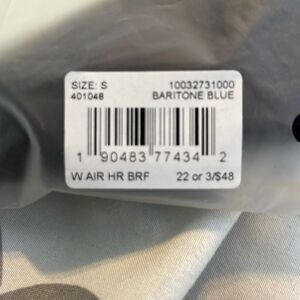 SIZE: S 10032731000
401048 BARITONE BLUE
1 90483 77434 2
W AIR HR BRF 22 or 3/$48